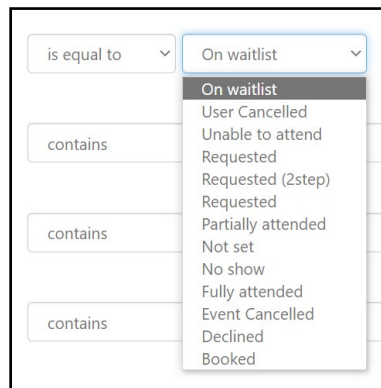 is equal to On waitlist
On waitlist
User Cancelled
Unable to attend
contains
Requested
Requested (2step)
Requested
Partially attended
contains
Not set
No show
Fully attended
Event Cancelled
contains
Declined
Booked